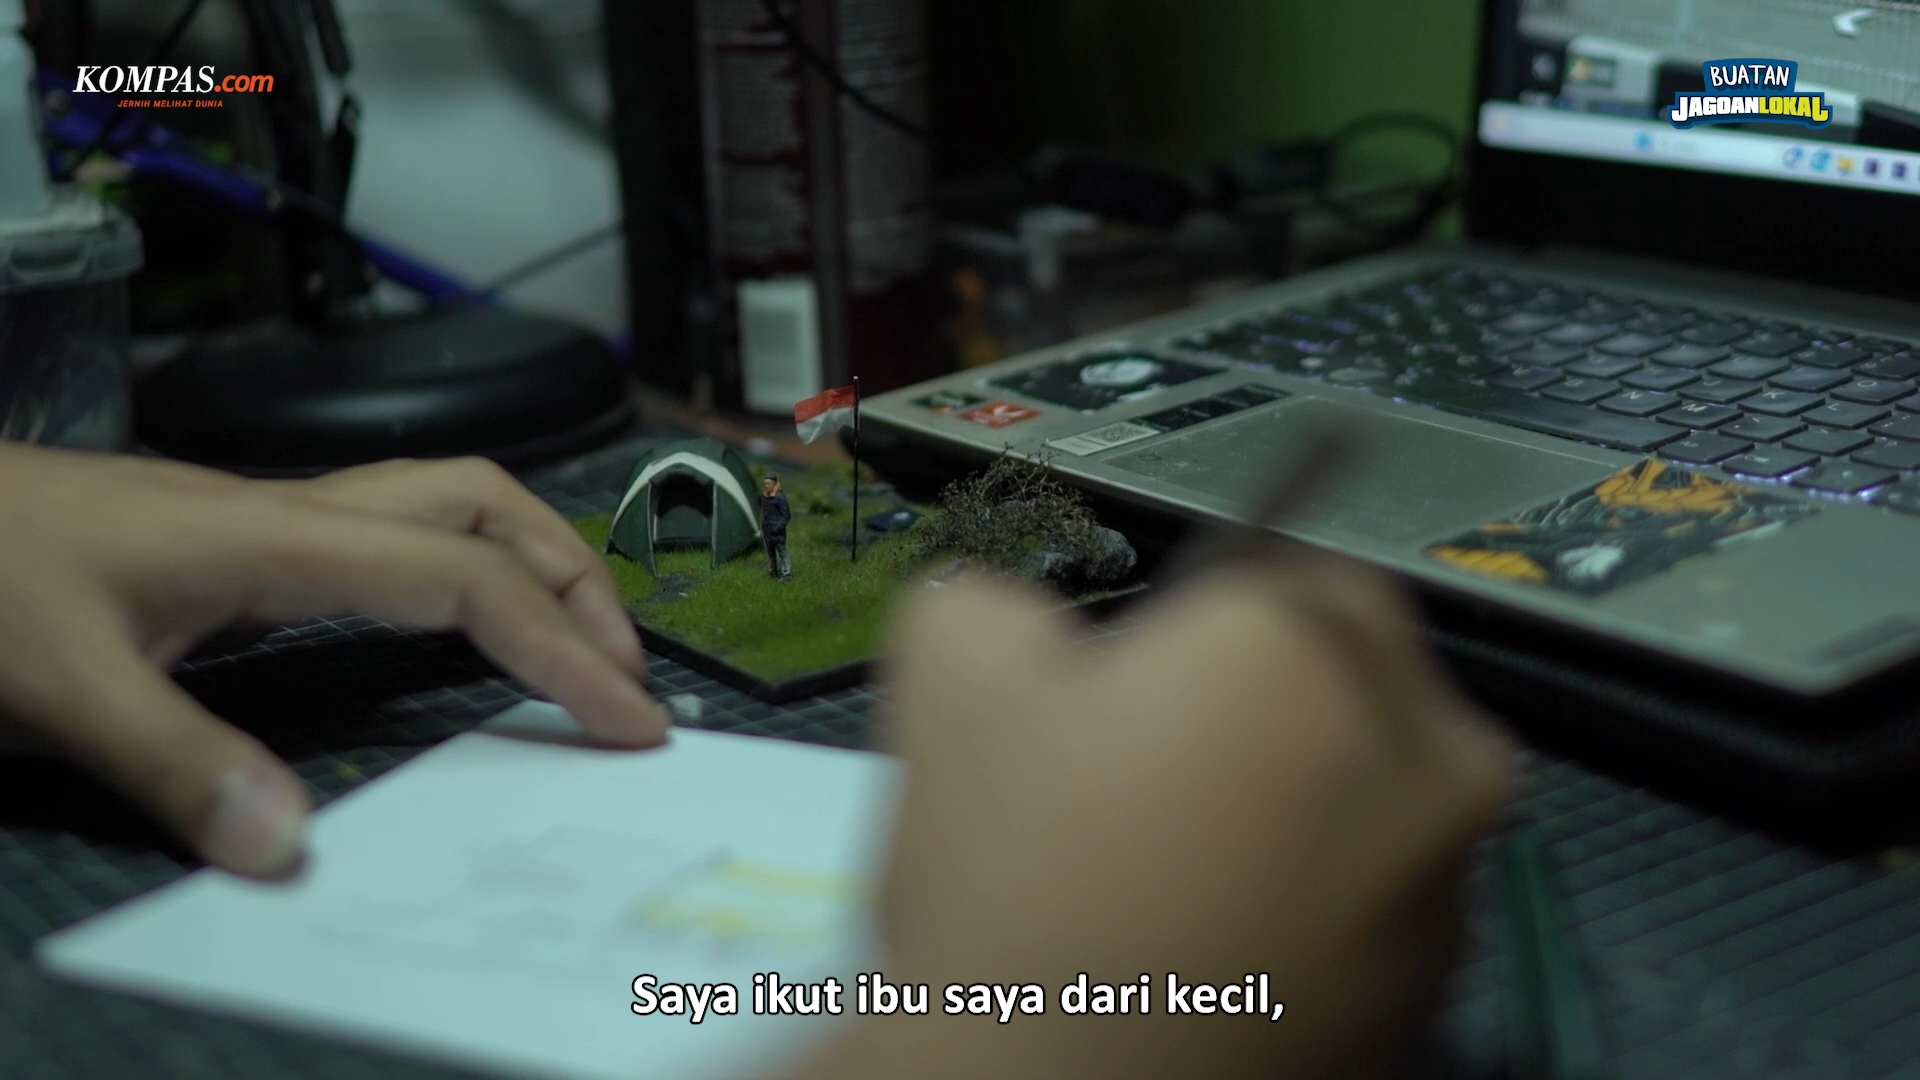 KOMPAS.com
JERNIH MELIHAT DUNIA
BUATAN
JAGOANLOKAL
Saya ikut ibu saya dari kecil,